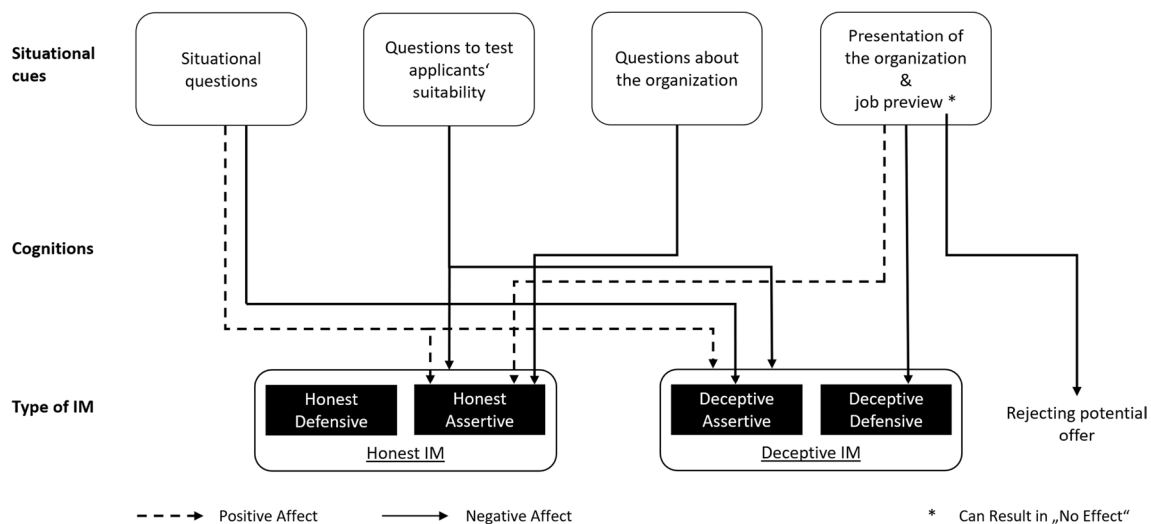 Situational
cues
Situational
questions
Questions to test
applicants‘
suitability
Questions about
the organization
Presentation of
the organization
&
job preview *
Cognitions
Type of IM
Honest
Defensive
Honest
Assertive
Honest IM
Deceptive
Assertive
Deceptive
Defensive
Deceptive IM
Rejecting potential
offer
Positive Affect
Negative Affect
* Can Result in „No Effect“